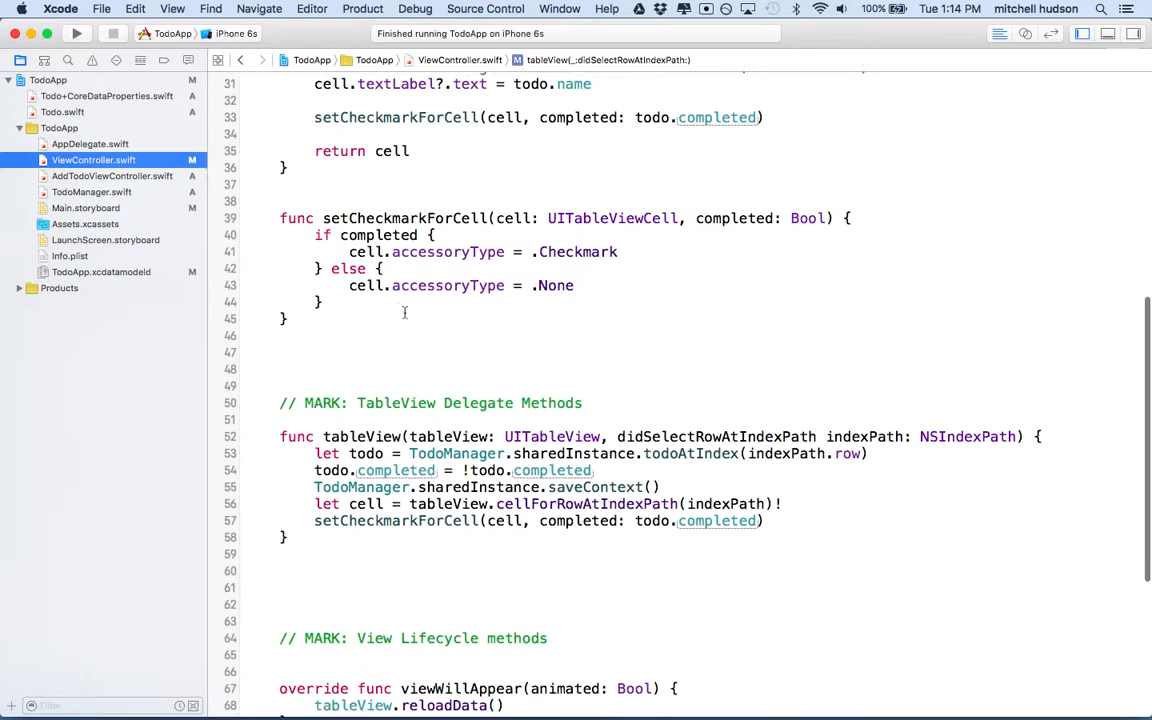 Xcode File Edit View Find Navigate Editor Product Debug Source Control Window Help 100% Tue 1:14 PM mitchell hudson
TodoApp iPhone 6s Finished running TodoApp on iPhone 6s
TodoApp TodoApp ViewController.swift M tableView(_:didSelectRowAtIndexPath:)
TodoApp M
Todo+CoreDataProperties.swift A
Todo.swift A
TodoApp
AppDelegate.swift
ViewController.swift M
AddTodoViewController.swift A
TodoManager.swift A
Main.storyboard M
Assets.xcassets
LaunchScreen.storyboard
Info.plist
TodoApp.xcdatamodeld M
Products
Filter
31 cell.textLabel?.text = todo.name
32
33 setCheckmarkForCell(cell, completed: todo.completed)
34
35 return cell
36 }
37
38
39 func setCheckmarkForCell(cell: UITableViewCell, completed: Bool) {
40 if completed {
41 cell.accessoryType = .Checkmark
42 } else {
43 cell.accessoryType = .None
44 }
45 }
46
47
48
49
50 // MARK: TableView Delegate Methods
51
52 func tableView(tableView: UITableView, didSelectRowAtIndexPath indexPath: NSIndexPath) {
53 let todo = TodoManager.sharedInstance.todoAtIndex(indexPath.row)
54 todo.completed = !todo.completed
55 TodoManager.sharedInstance.saveContext()
56 let cell = tableView.cellForRowAtIndexPath(indexPath)!
57 setCheckmarkForCell(cell, completed: todo.completed)
58 }
59
60
61
62
63
64 // MARK: View Lifecycle methods
65
66
67 override func viewWillAppear(animated: Bool) {
68 tableView.reloadData()